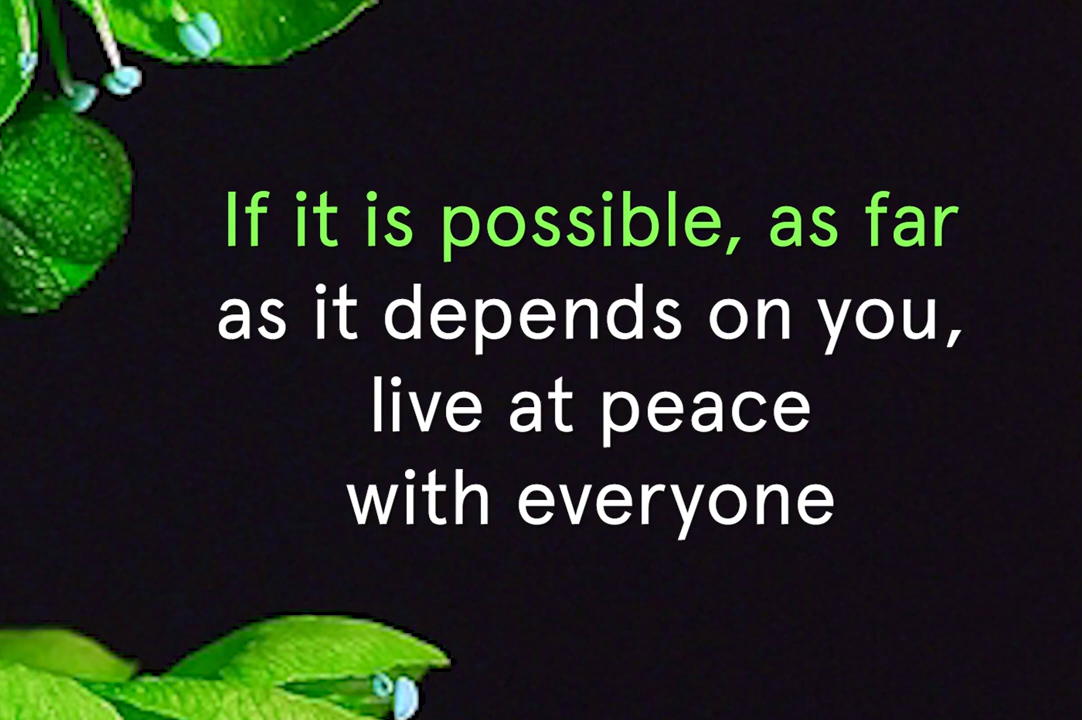 If it is possible, as far
as it depends on you,
live at peace
with everyone